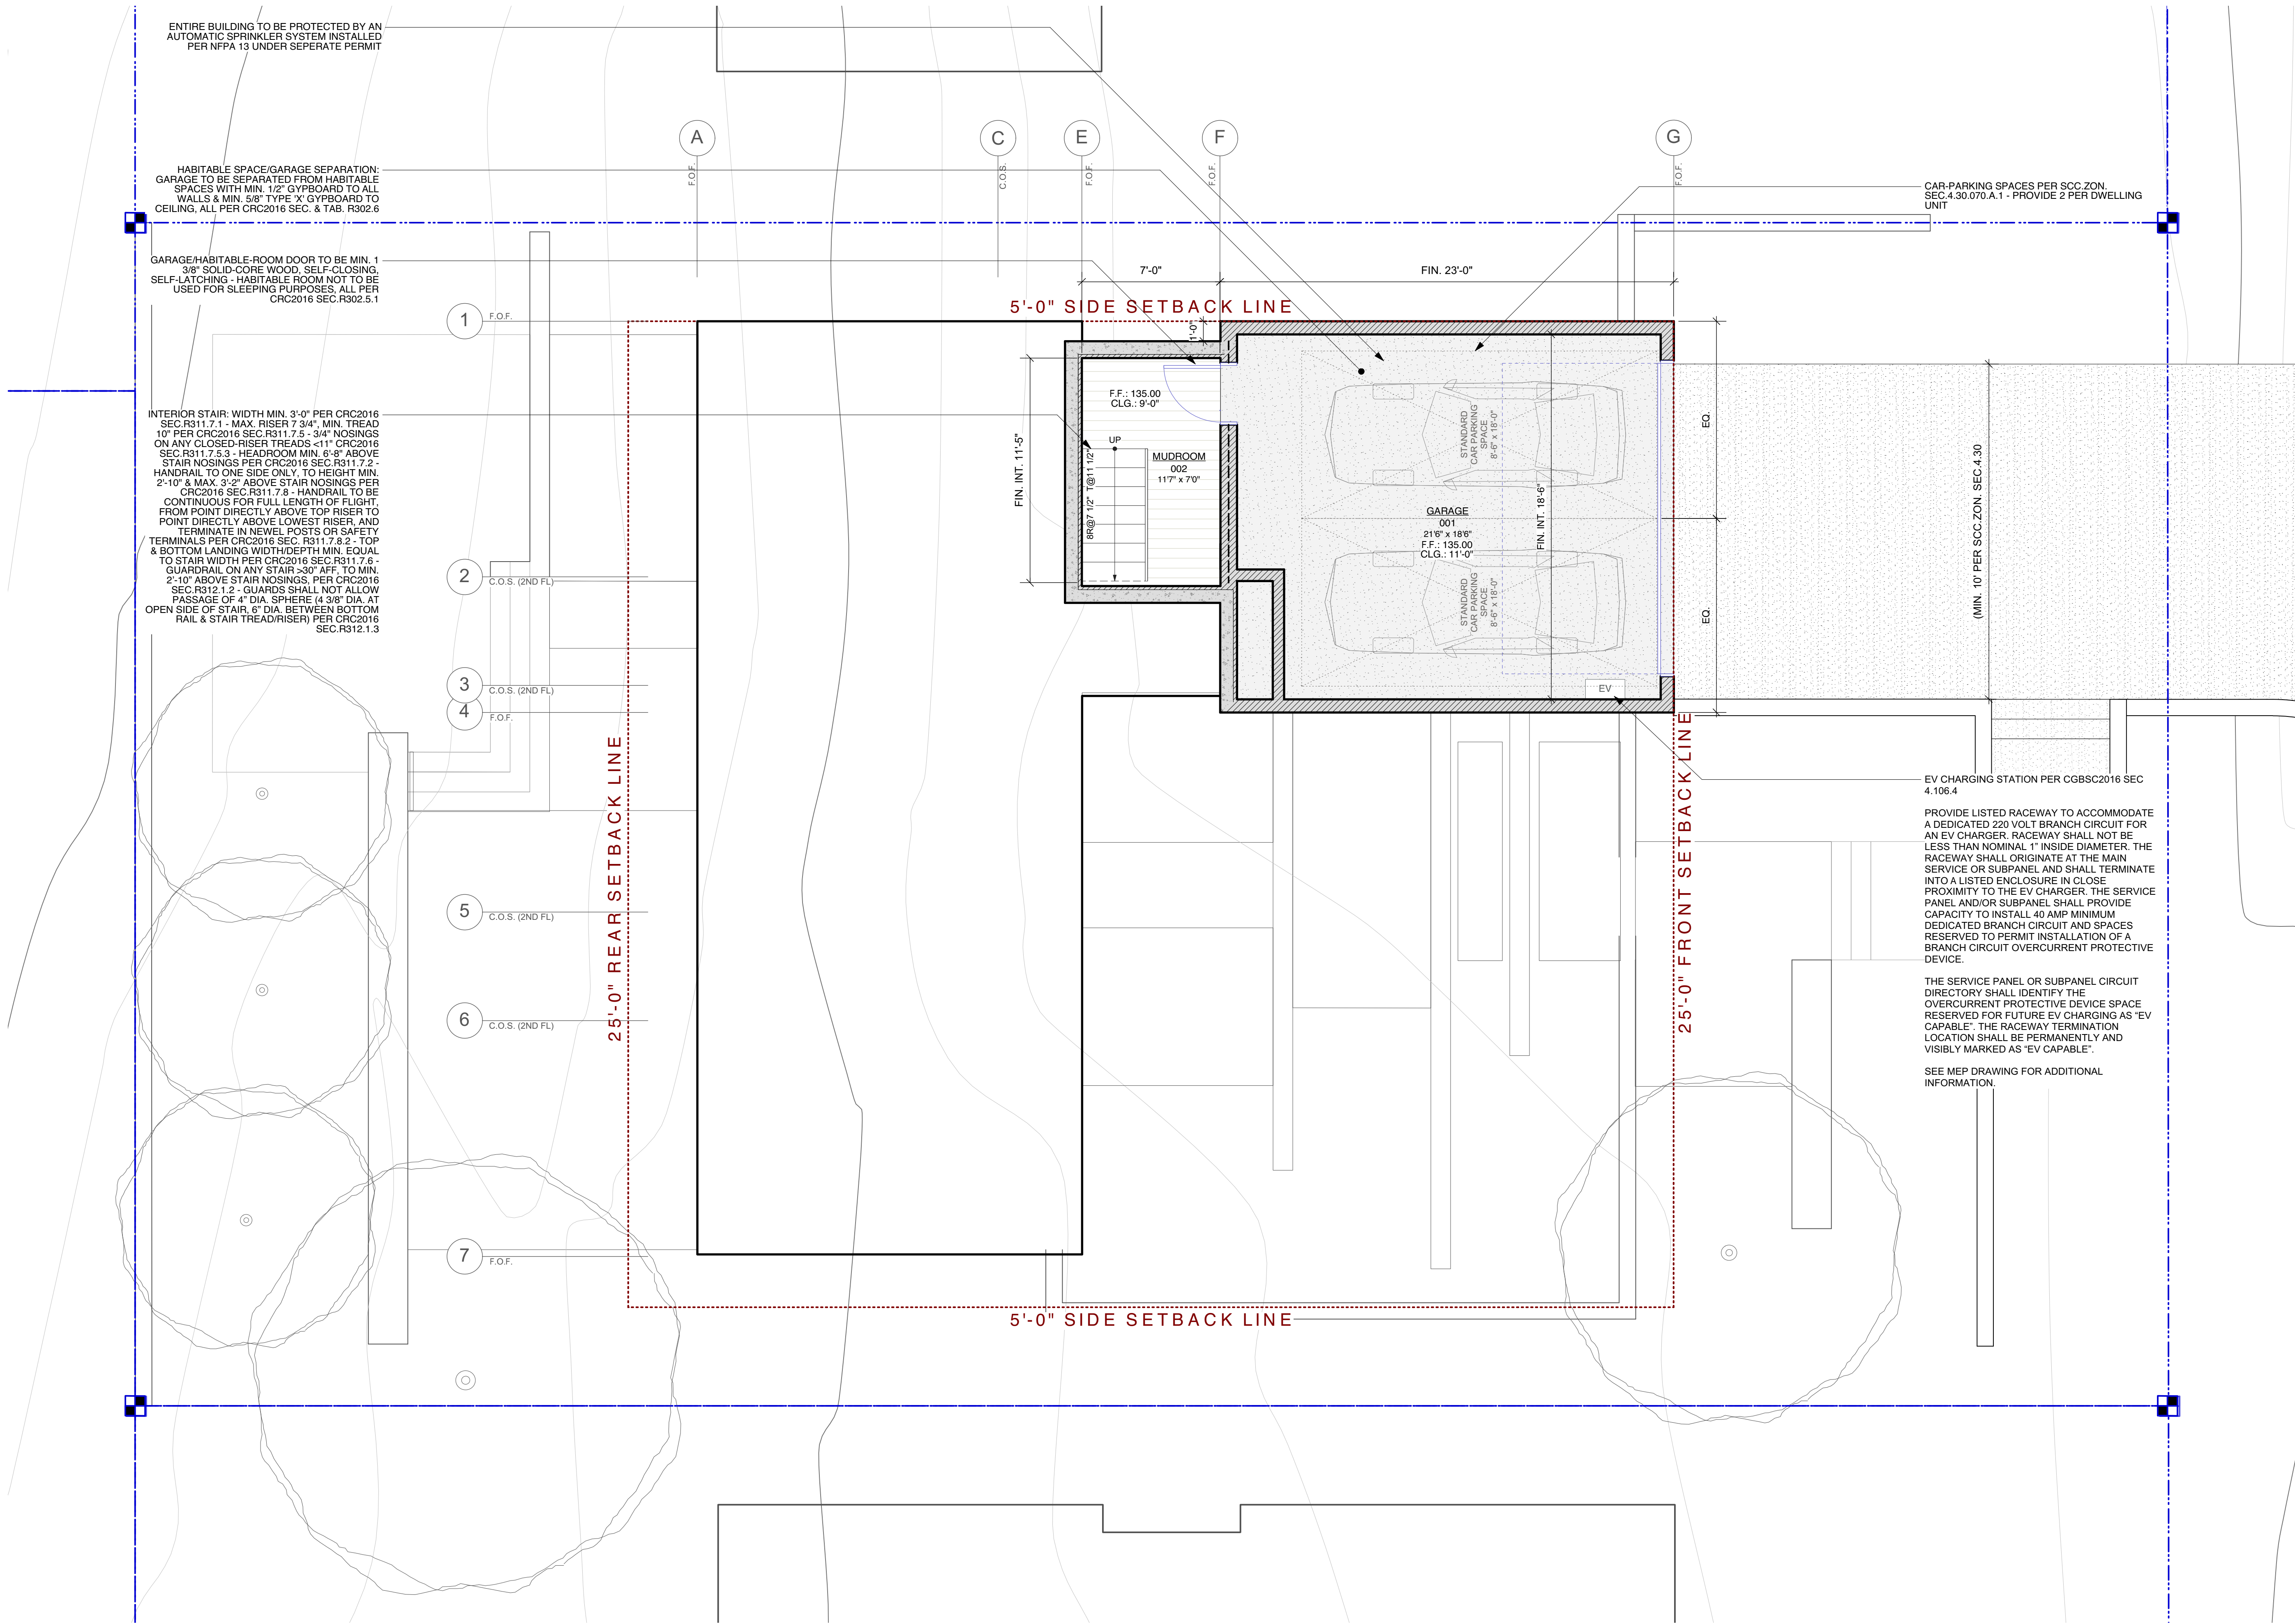 ENTIRE BUILDING TO BE PROTECTED BY AN
AUTOMATIC SPRINKLER SYSTEM INSTALLED
PER NFPA 13 UNDER SEPERATE PERMIT
A
C
E
F
G
F.O.F.
C.O.S.
F.O.F.
F.O.F.
F.O.F.
HABITABLE SPACE/GARAGE SEPARATION:
GARAGE TO BE SEPARATED FROM HABITABLE
SPACES WITH MIN. 1/2" GYPBOARD TO ALL
WALLS & MIN. 5/8" TYPE 'X' GYPBOARD TO
CEILING, ALL PER CRC2016 SEC. & TAB. R302.6
CAR-PARKING SPACES PER SCC.ZON.
SEC.4.30.070.A.1 - PROVIDE 2 PER DWELLING
UNIT
GARAGE/HABITABLE-ROOM DOOR TO BE MIN. 1
3/8" SOLID-CORE WOOD, SELF-CLOSING,
SELF-LATCHING - HABITABLE ROOM NOT TO BE
USED FOR SLEEPING PURPOSES, ALL PER
CRC2016 SEC.R302.5.1
7'-0"
FIN. 23'-0"
5'-0" SIDE SETBACK LINE
1
F.O.F.
1'-0"
F.F.: 135.00
CLG.: 9'-0"
INTERIOR STAIR: WIDTH MIN. 3'-0" PER CRC2016
SEC.R311.7.1 - MAX. RISER 7 3/4", MIN. TREAD
10" PER CRC2016 SEC.R311.7.5 - 3/4" NOSINGS
ON ANY CLOSED-RISER TREADS <11" CRC2016
SEC.R311.7.5.3 - HEADROOM MIN. 6'-8" ABOVE
STAIR NOSINGS PER CRC2016 SEC.R311.7.2 -
HANDRAIL TO ONE SIDE ONLY, TO HEIGHT MIN.
2'-10" & MAX. 3'-2" ABOVE STAIR NOSINGS PER
CRC2016 SEC.R311.7.8 - HANDRAIL TO BE
CONTINUOUS FOR FULL LENGTH OF FLIGHT,
FROM POINT DIRECTLY ABOVE TOP RISER TO
POINT DIRECTLY ABOVE LOWEST RISER, AND
TERMINATE IN NEWEL POSTS OR SAFETY
TERMINALS PER CRC2016 SEC. R311.7.8.2 - TOP
& BOTTOM LANDING WIDTH/DEPTH MIN. EQUAL
TO STAIR WIDTH PER CRC2016 SEC.R311.7.6 -
GUARDRAIL ON ANY STAIR >30" AFF, TO MIN.
2'-10" ABOVE STAIR NOSINGS, PER CRC2016
SEC.R312.1.2 - GUARDS SHALL NOT ALLOW
PASSAGE OF 4" DIA. SPHERE (4 3/8" DIA. AT
OPEN SIDE OF STAIR, 6" DIA. BETWEEN BOTTOM
RAIL & STAIR TREAD/RISER) PER CRC2016
SEC.R312.1.3
FIN. INT. 11'-5"
UP
8R@7 1/2" T@11 1/2"
MUDROOM
002
11'7" x 7'0"
STANDARD
CAR PARKING
SPACE
8'-6" x 18'-0"
GARAGE
001
21'6" x 18'6"
F.F.: 135.00
CLG.: 11'-0"
FIN. INT. 18'-6"
STANDARD
CAR PARKING
SPACE
8'-6" x 18'-0"
EQ.
EQ.
(MIN. 10' PER SCC.ZON. SEC.4.30
2
C.O.S. (2ND FL)
3
C.O.S. (2ND FL)
4
F.O.F.
EV
25'-0" REAR SETBACK LINE
25'-0" FRONT SETBACK LINE
EV CHARGING STATION PER CGBSC2016 SEC
4.106.4
PROVIDE LISTED RACEWAY TO ACCOMMODATE
A DEDICATED 220 VOLT BRANCH CIRCUIT FOR
AN EV CHARGER. RACEWAY SHALL NOT BE
LESS THAN NOMINAL 1" INSIDE DIAMETER. THE
RACEWAY SHALL ORIGINATE AT THE MAIN
SERVICE OR SUBPANEL AND SHALL TERMINATE
INTO A LISTED ENCLOSURE IN CLOSE
PROXIMITY TO THE EV CHARGER. THE SERVICE
PANEL AND/OR SUBPANEL SHALL PROVIDE
CAPACITY TO INSTALL 40 AMP MINIMUM
DEDICATED BRANCH CIRCUIT AND SPACES
RESERVED TO PERMIT INSTALLATION OF A
BRANCH CIRCUIT OVERCURRENT PROTECTIVE
DEVICE.
THE SERVICE PANEL OR SUBPANEL CIRCUIT
DIRECTORY SHALL IDENTIFY THE
OVERCURRENT PROTECTIVE DEVICE SPACE
RESERVED FOR FUTURE EV CHARGING AS “EV
CAPABLE”. THE RACEWAY TERMINATION
LOCATION SHALL BE PERMANENTLY AND
VISIBLY MARKED AS “EV CAPABLE”.
SEE MEP DRAWING FOR ADDITIONAL
INFORMATION.
5
C.O.S. (2ND FL)
6
C.O.S. (2ND FL)
7
F.O.F.
5'-0" SIDE SETBACK LINE